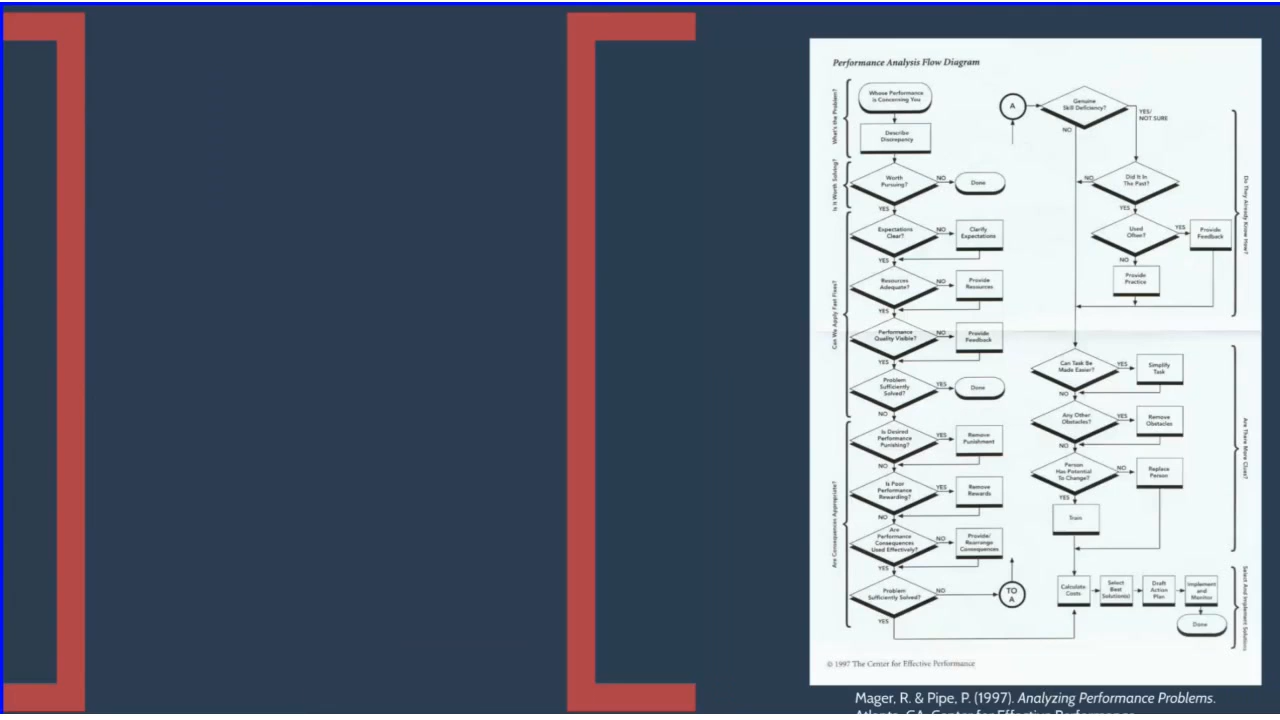 Performance Analysis Flow Diagram
What's the Problem?
Whose Performance
is Concerning You
Describe
Discrepancy
Is It Worth Solving?
Worth
Pursuing?
NO
Done
YES
Can We Apply Fast Fixes?
Expectations
Clear?
NO
Clarify
Expectations
YES
Resources
Adequate?
NO
Provide
Resources
YES
Performance
Quality Visible?
NO
Provide
Feedback
YES
Problem
Sufficiently
Solved?
YES
Done
NO
Are Consequences Appropriate?
Is Desired
Performance
Punishing?
YES
Remove
Punishment
NO
Is Poor
Performance
Rewarding?
YES
Remove
Rewards
NO
Are
Performance
Consequences
Used Effectively?
NO
Provide/
Rearrange
Consequences
YES
Problem
Sufficiently Solved?
NO
TO
A
YES
A
Genuine
Skill Deficiency?
YES/
NOT SURE
NO
Do They Already Know How?
Did It In
The Past?
NO
YES
Used
Often?
YES
Provide
Feedback
NO
Provide
Practice
Are There More Clues?
Can Task Be
Made Easier?
YES
Simplify
Task
NO
Any Other
Obstacles?
YES
Remove
Obstacles
NO
Person
Has Potential
To Change?
NO
Replace
Person
YES
Train
Select And Implement Solutions
Calculate
Costs
Select
Best
Solution(s)
Draft
Action
Plan
Implement
and
Monitor
Done
© 1997 The Center for Effective Performance
Mager, R. & Pipe, P. (1997). Analyzing Performance Problems.
Atlanta, GA: Center for Effective Performance